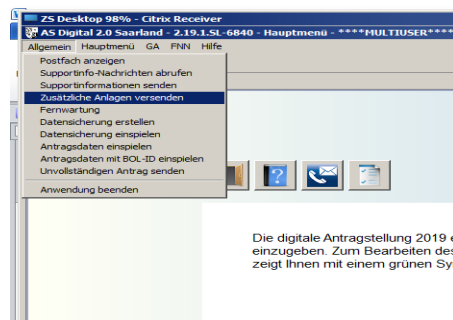 ZS Desktop 98% - Citrix Receiver
AS Digital 2.0 Saarland - 2.19.1.SL-6840 - Hauptmenü - ****MULTIUSER****
Allgemein Hauptmenü GA FNN Hilfe
Postfach anzeigen
Supportinfo-Nachrichten abrufen
Supportinformationen senden
Zusätzliche Anlagen versenden
Fernwartung
Datensicherung erstellen
Datensicherung einspielen
Antragsdaten einspielen
Antragsdaten mit BOL-ID einspielen
Unvollständigen Antrag senden
Anwendung beenden
Die digitale Antragstellung 2019
einzugeben. Zum Bearbeiten des
zeigt Ihnen mit einem grünen